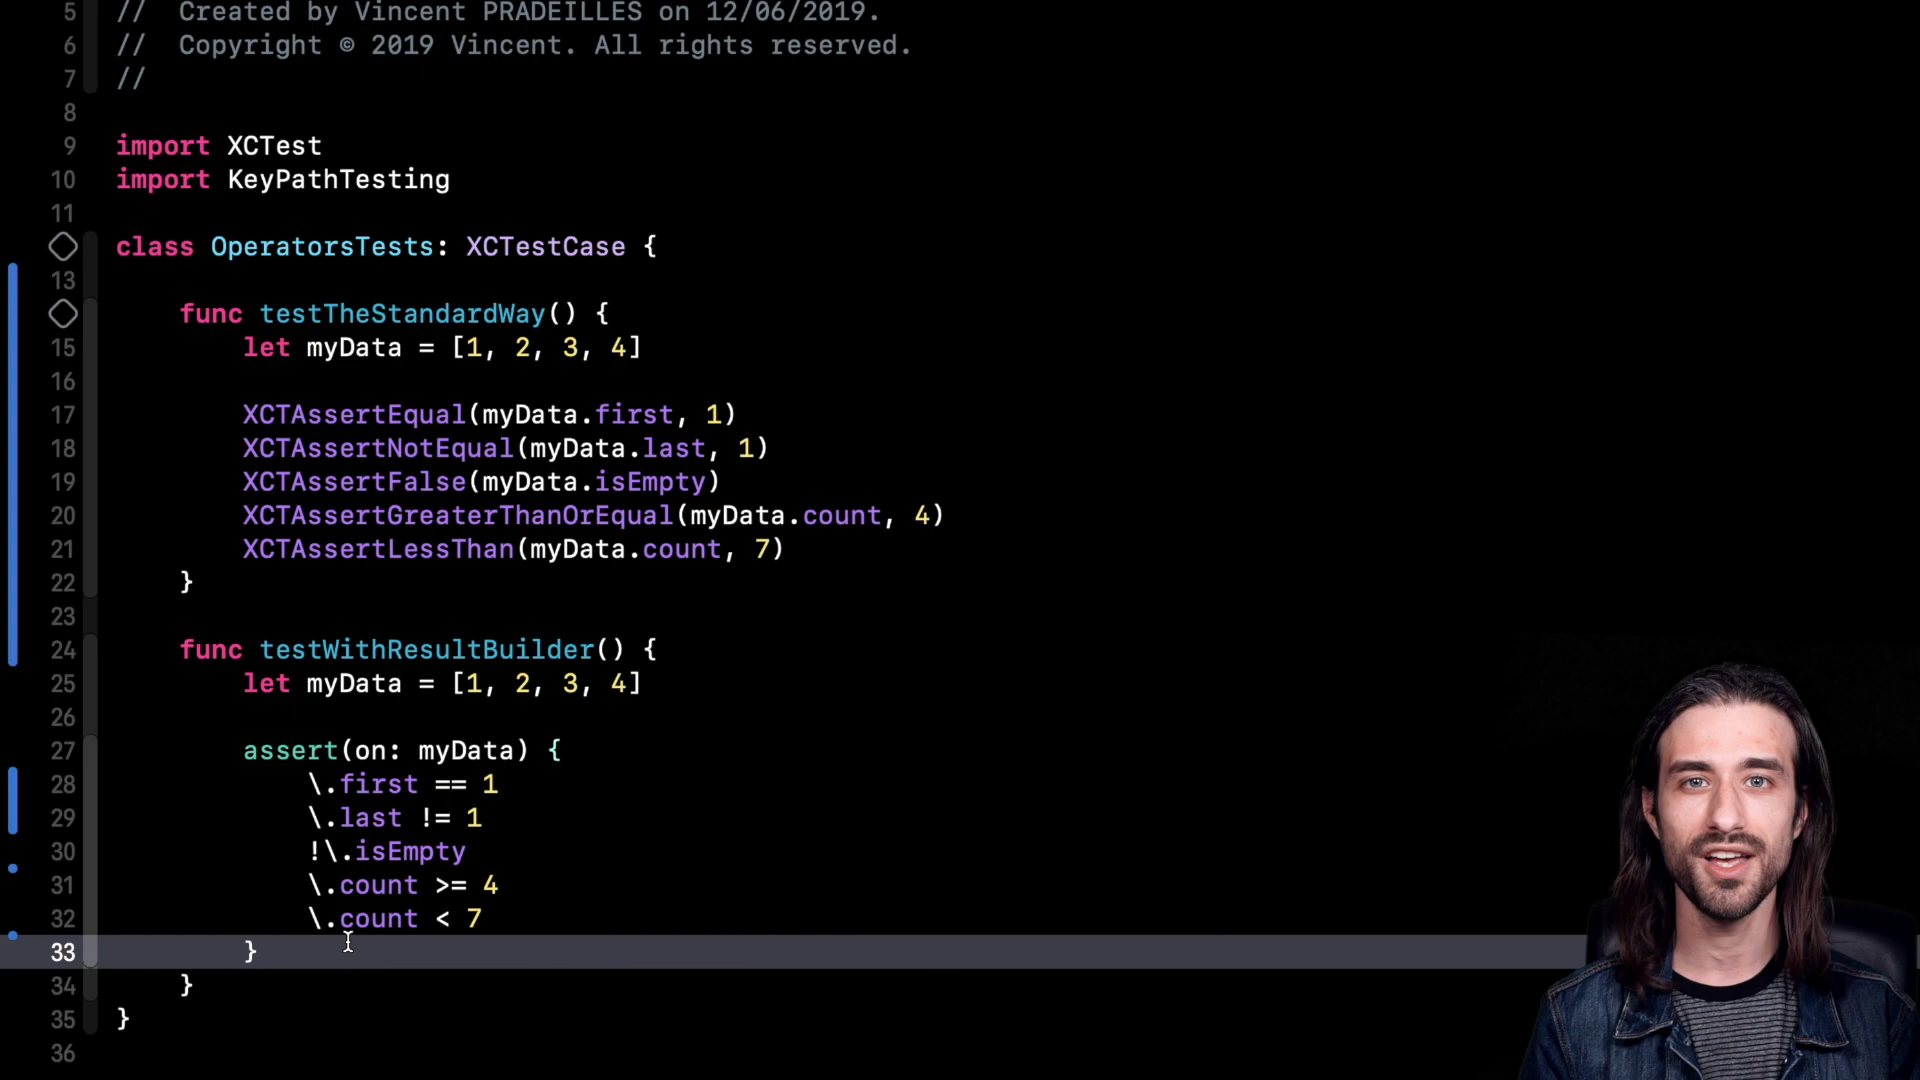 5 // Created by Vincent PRADEILLES on 12/06/2019.
6 // Copyright © 2019 Vincent. All rights reserved.
7 //
8
9 import XCTest
10 import KeyPathTesting
11
class OperatorsTests: XCTestCase {
13
func testTheStandardWay() {
15 let myData = [1, 2, 3, 4]
16
17 XCTAssertEqual(myData.first, 1)
18 XCTAssertNotEqual(myData.last, 1)
19 XCTAssertFalse(myData.isEmpty)
20 XCTAssertGreaterThanOrEqual(myData.count, 4)
21 XCTAssertLessThan(myData.count, 7)
22 }
23
24 func testWithResultBuilder() {
25 let myData = [1, 2, 3, 4]
26
27 assert(on: myData) {
28 \.first == 1
29 \.last != 1
30 !\.isEmpty
31 \.count >= 4
32 \.count < 7
33 }
34 }
35 }
36